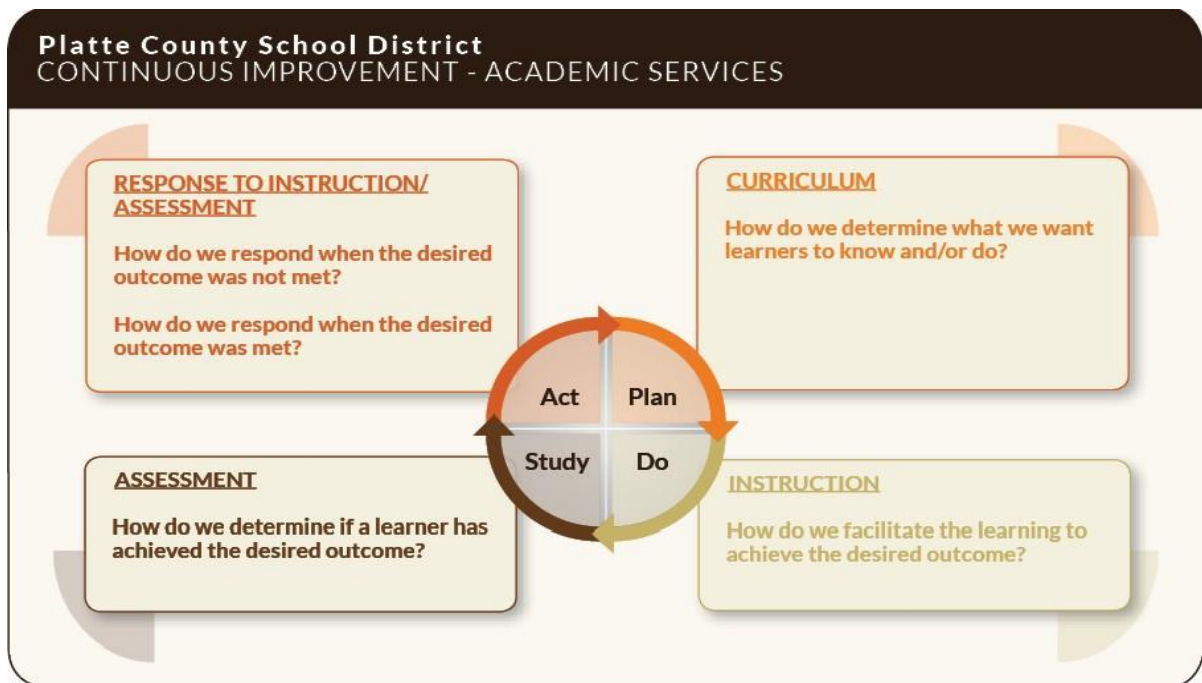 Platte County School District
CONTINUOUS IMPROVEMENT - ACADEMIC SERVICES
RESPONSE TO INSTRUCTION/
ASSESSMENT
How do we respond when the desired
outcome was not met?
How do we respond when the desired
outcome was met?
CURRICULUM
How do we determine what we want
learners to know and/or do?
Act
Plan
Study
Do
ASSESSMENT
How do we determine if a learner has
achieved the desired outcome?
INSTRUCTION
How do we facilitate the learning to
achieve the desired outcome?